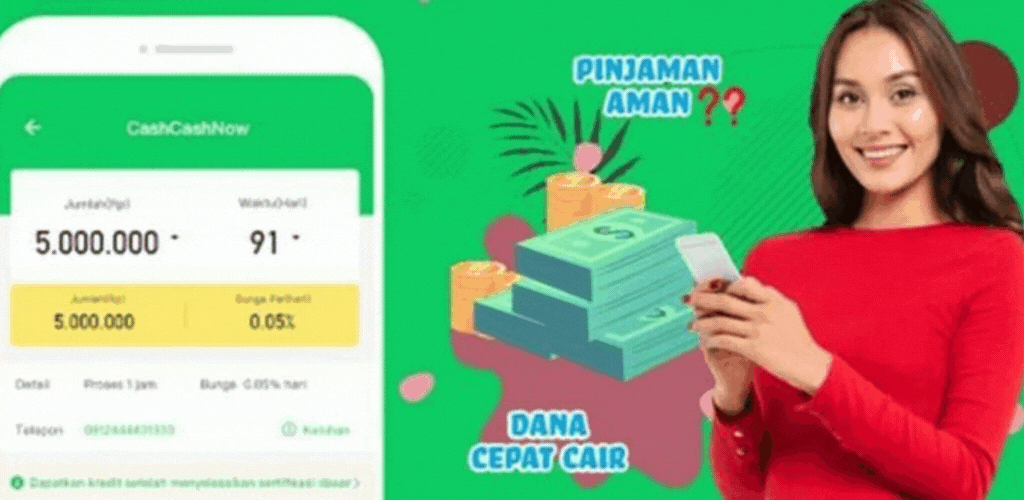 CashCashNow
Jumlah(Rp) Waktu(Hari)
5.000.000 91
Jumlah(Rp) Bunga Perhari)
5.000.000 0.05%
Detail Proses 1 jam Bunga 0.05% hari
Telepon
Dapatkan kredit setelah menyelesaikan sertifikasi dasar
PINJAMAN
AMAN ??
DANA
CEPAT CAIR